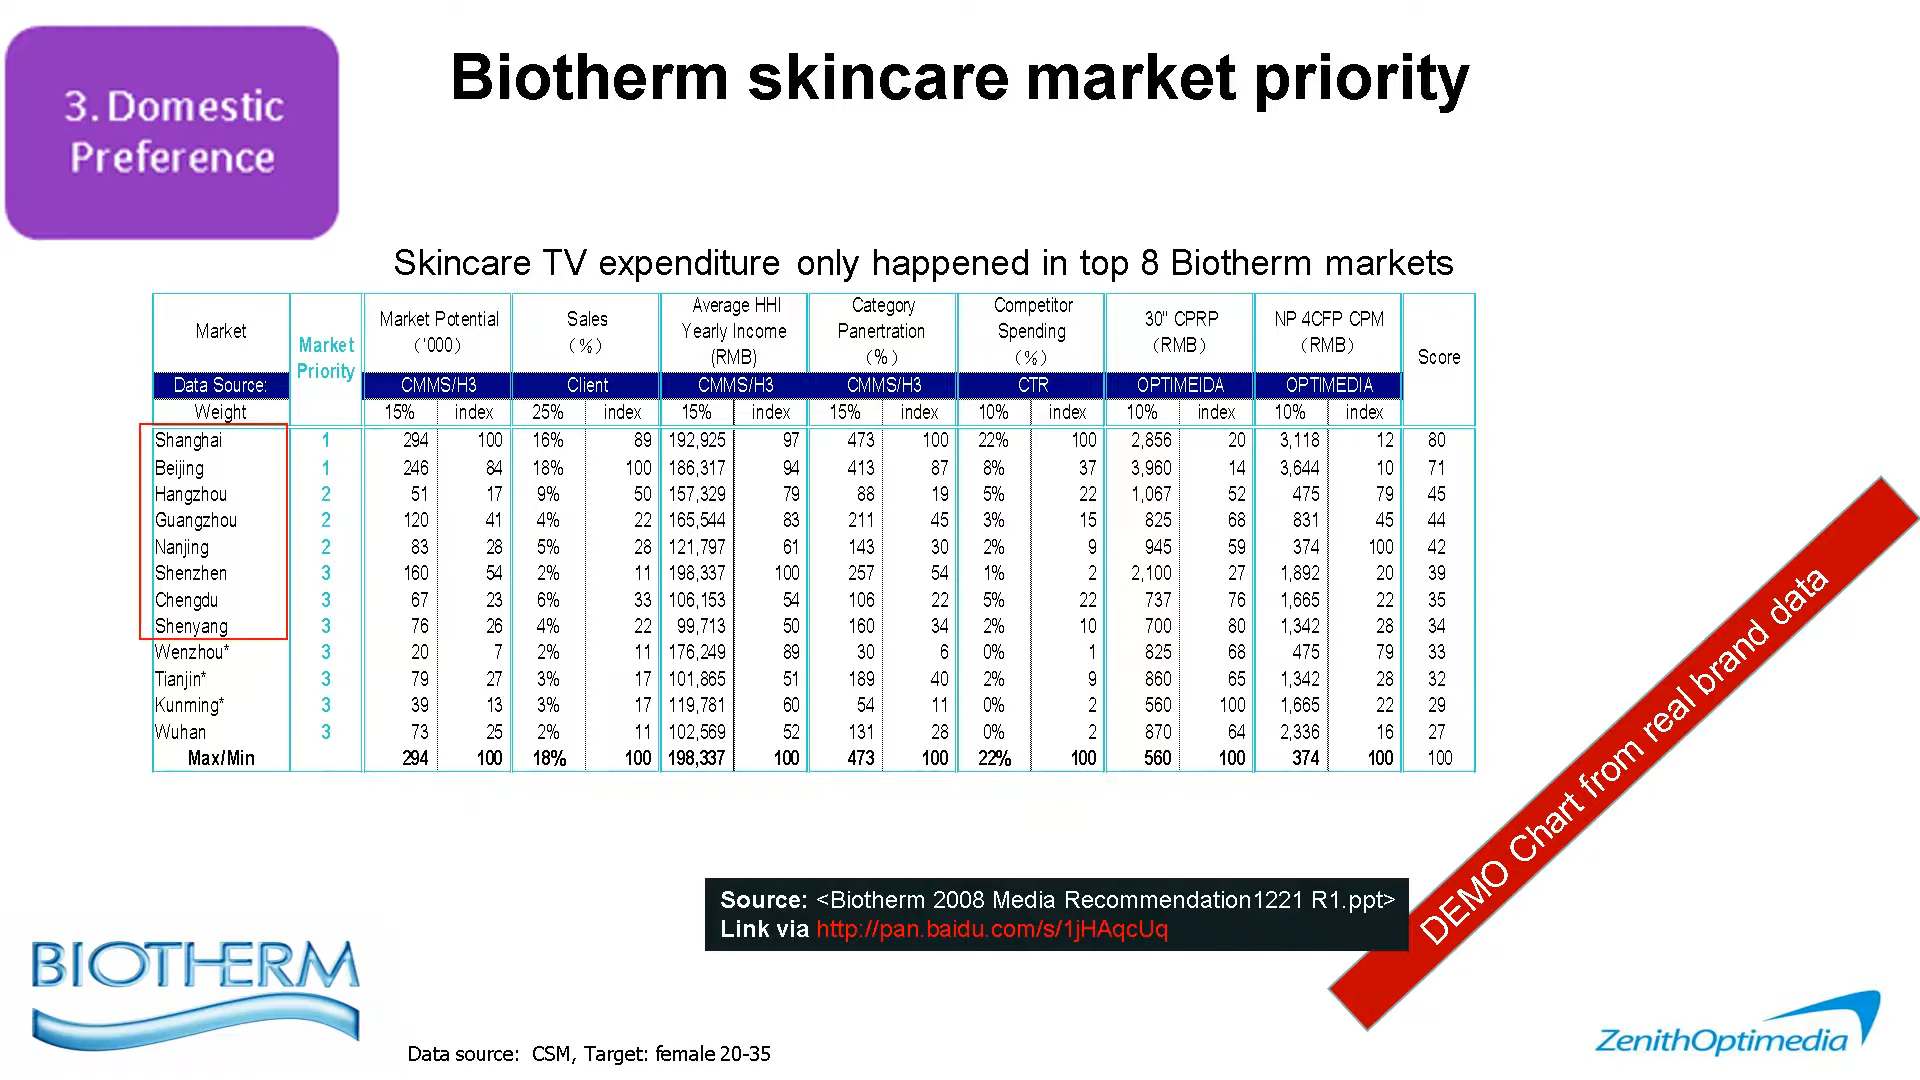 3. Domestic
Preference
Biotherm skincare market priority
Skincare TV expenditure only happened in top 8 Biotherm markets
Market Market Priority Market Potential （'000） Sales （％） Average HHI Yearly Income (RMB) Category Panertration （％） Competitor Spending （％） 30" CPRP （RMB） NP 4CFP CPM （RMB） Score
Data Source: CMMS/H3 Client CMMS/H3 CMMS/H3 CTR OPTIMEIDA OPTIMEDIA
Weight 15% index 25% index 15% index 15% index 10% index 10% index 10% index
Shanghai 1 294 100 16% 89 192,925 97 473 100 22% 100 2,856 20 3,118 12 80
Beijing 1 246 84 18% 100 186,317 94 413 87 8% 37 3,960 14 3,644 10 71
Hangzhou 2 51 17 9% 50 157,329 79 88 19 5% 22 1,067 52 475 79 45
Guangzhou 2 120 41 4% 22 165,544 83 211 45 3% 15 825 68 831 45 44
Nanjing 2 83 28 5% 28 121,797 61 143 30 2% 9 945 59 374 100 42
Shenzhen 3 160 54 2% 11 198,337 100 257 54 1% 2 2,100 27 1,892 20 39
Chengdu 3 67 23 6% 33 106,153 54 106 22 5% 22 737 76 1,665 22 35
Shenyang 3 76 26 4% 22 99,713 50 160 34 2% 10 700 80 1,342 28 34
Wenzhou* 3 20 7 2% 11 176,249 89 30 6 0% 1 825 68 475 79 33
Tianjin* 3 79 27 3% 17 101,865 51 189 40 2% 9 860 65 1,342 28 32
Kunming* 3 39 13 3% 17 119,781 60 54 11 0% 2 560 100 1,665 22 29
Wuhan 3 73 25 2% 11 102,569 52 131 28 0% 2 870 64 2,336 16 27
Max/Min 294 100 18% 100 198,337 100 473 100 22% 100 560 100 374 100 100
DEMO Chart from real brand data
Source: <Biotherm 2008 Media Recommendation1221 R1.ppt>
Link via http://pan.baidu.com/s/1jHAqcUq
BIOTHERM
ZenithOptimedia
Data source: CSM, Target: female 20-35